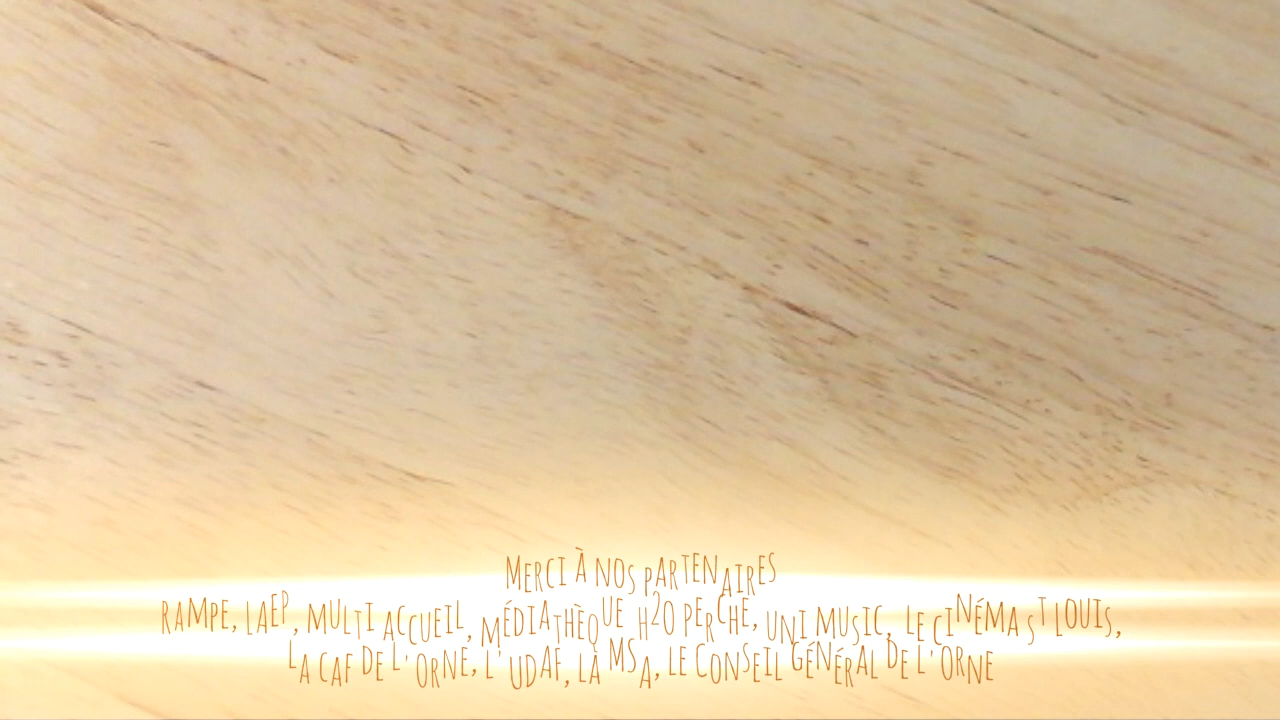 Merci à nos partenaires
RAMPE, LAEP, MULTI ACCUEIL, MÉDIATHÈQUE H2O PERCHE, UNI MUSIC, LE CINÉMA ST LOUIS,
LA CAF DE L'ORNE, L'UDAF, LA MSA, LE CONSEIL GÉNÉRAL DE L'ORNE